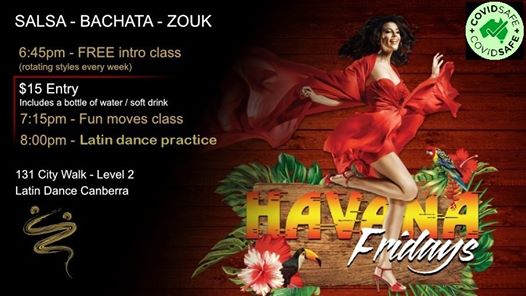 SALSA - BACHATA - ZOUK
6:45pm - FREE intro class
(rotating styles every week)
$15 Entry
Includes a bottle of water / soft drink
7:15pm - Fun moves class
8:00pm - Latin dance practice
131 City Walk - Level 2
Latin Dance Canberra
COVIDSAFE
COVIDSAFE
HAVANA
Fridays